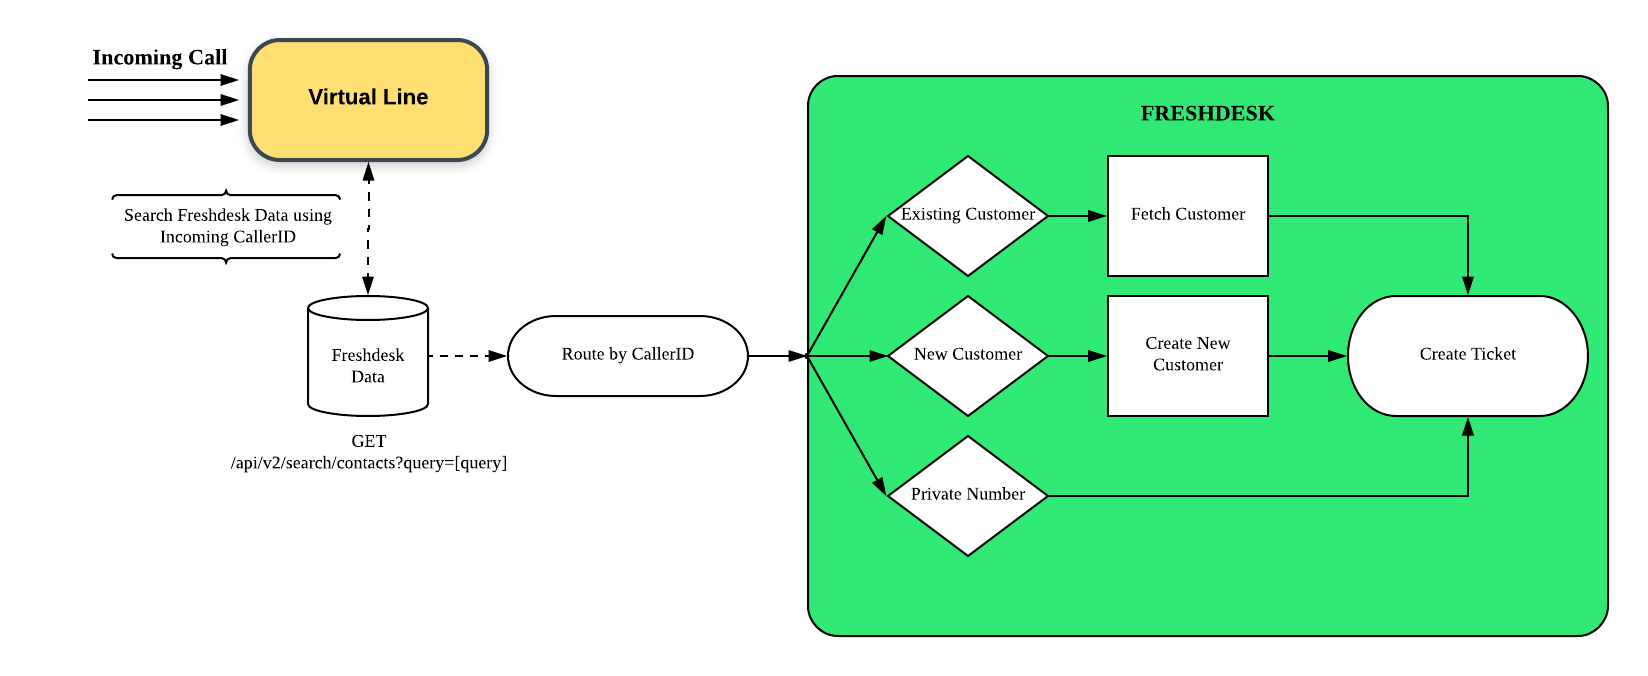 Incoming Call
Virtual Line
Search Freshdesk Data using
Incoming CallerID
Freshdesk
Data
GET
/api/v2/search/contacts?query=[query]
Route by CallerID
FRESHDESK
Existing Customer
Fetch Customer
New Customer
Create New
Customer
Create Ticket
Private Number